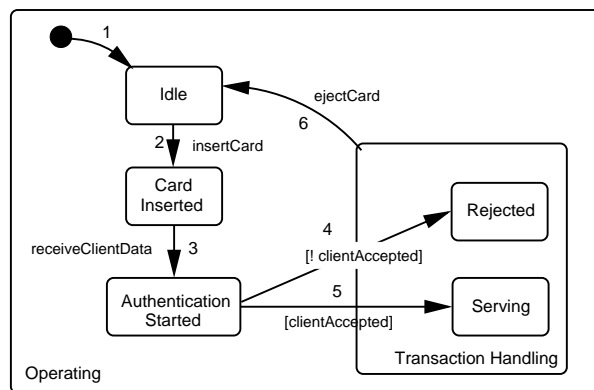 1
Idle
ejectCard
6
2
insertCard
Card
Inserted
Rejected
4
receiveClientData
3
[! clientAccepted]
5
Authentication
Started
Serving
[clientAccepted]
Transaction Handling
Operating